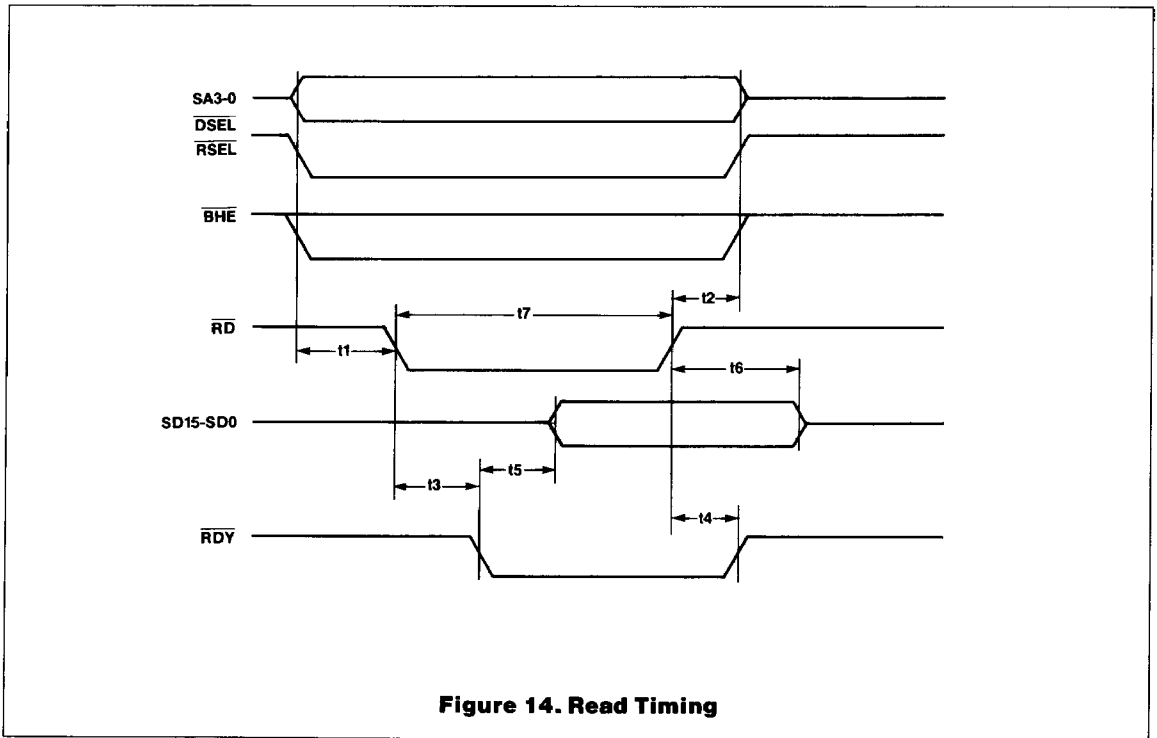 SA3-0
DSEL
RSEL
BHE
t2
t7
RD
t1
t6
SD15-SD0
t5
t3
t4
RDY
Figure 14. Read Timing